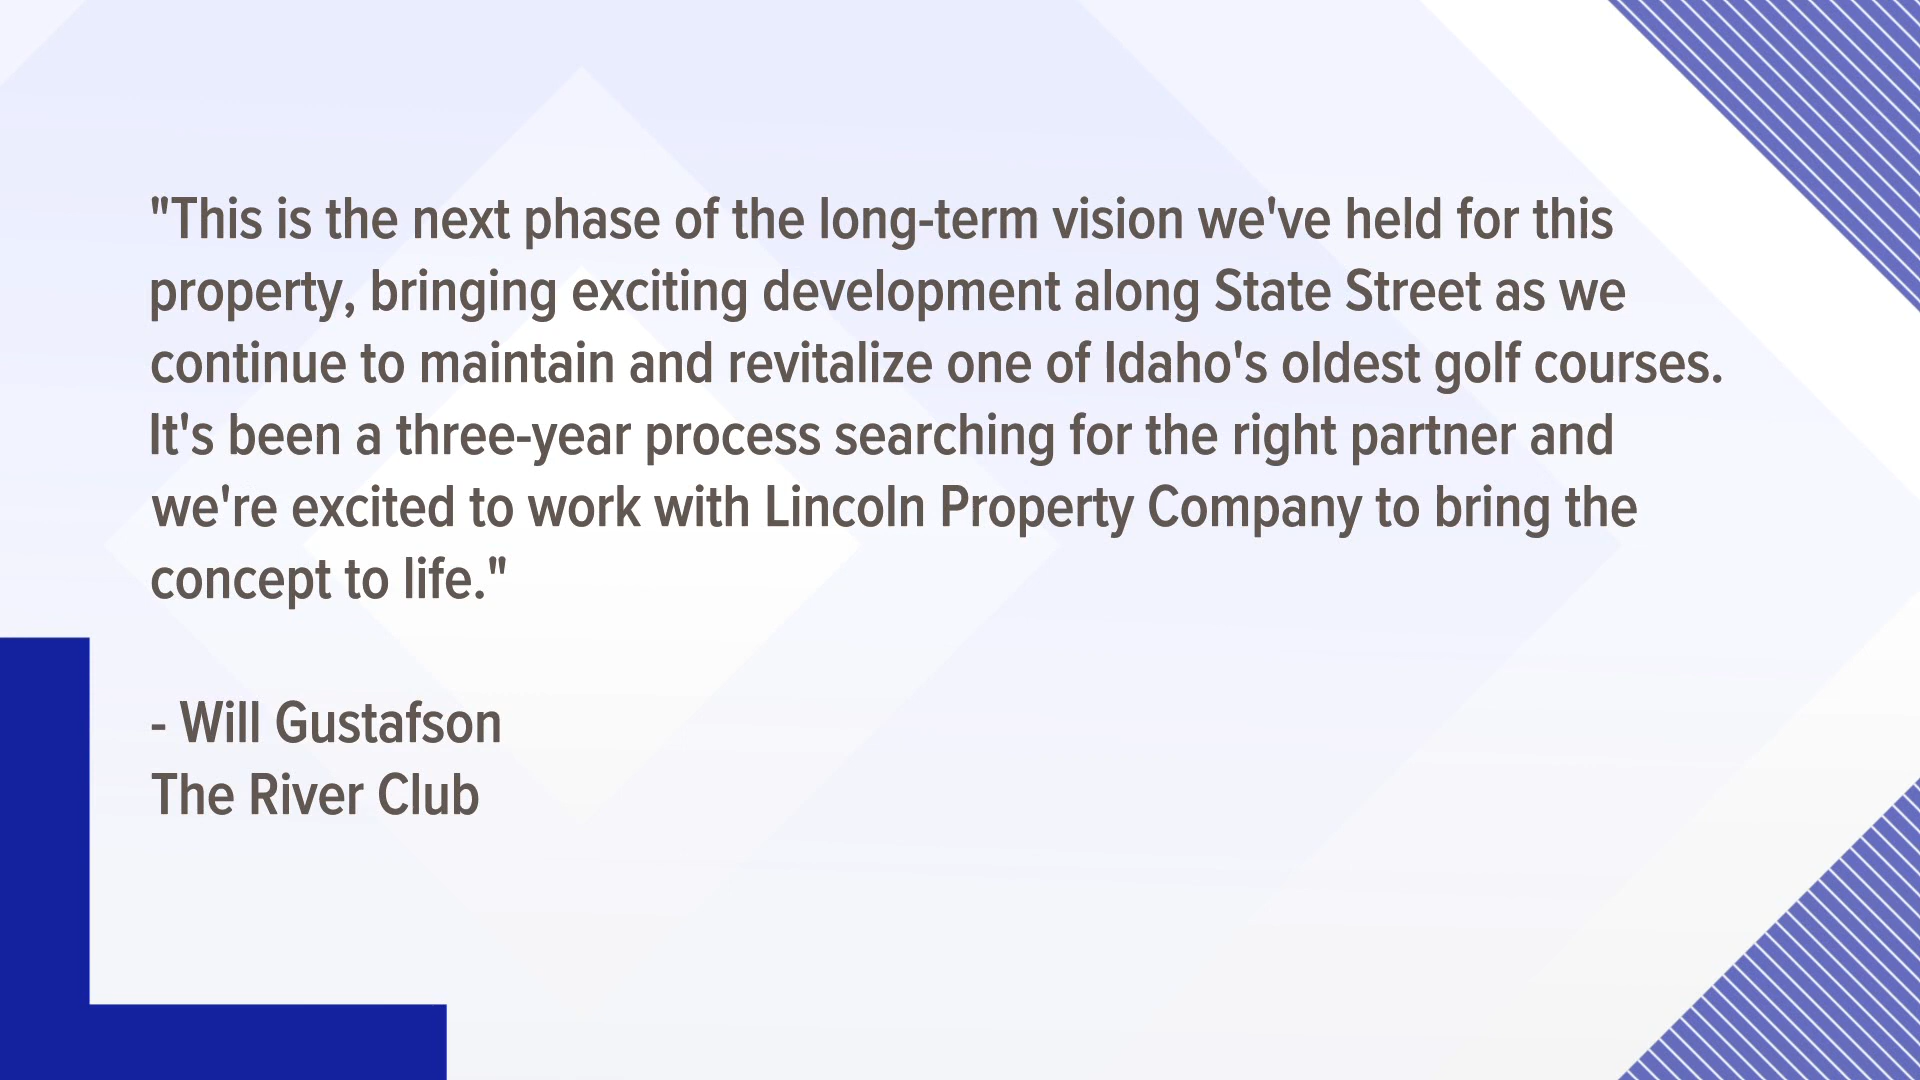 "This is the next phase of the long-term vision we've held for this
property, bringing exciting development along State Street as we
continue to maintain and revitalize one of Idaho's oldest golf courses.
It's been a three-year process searching for the right partner and
we're excited to work with Lincoln Property Company to bring the
concept to life."
- Will Gustafson
The River Club